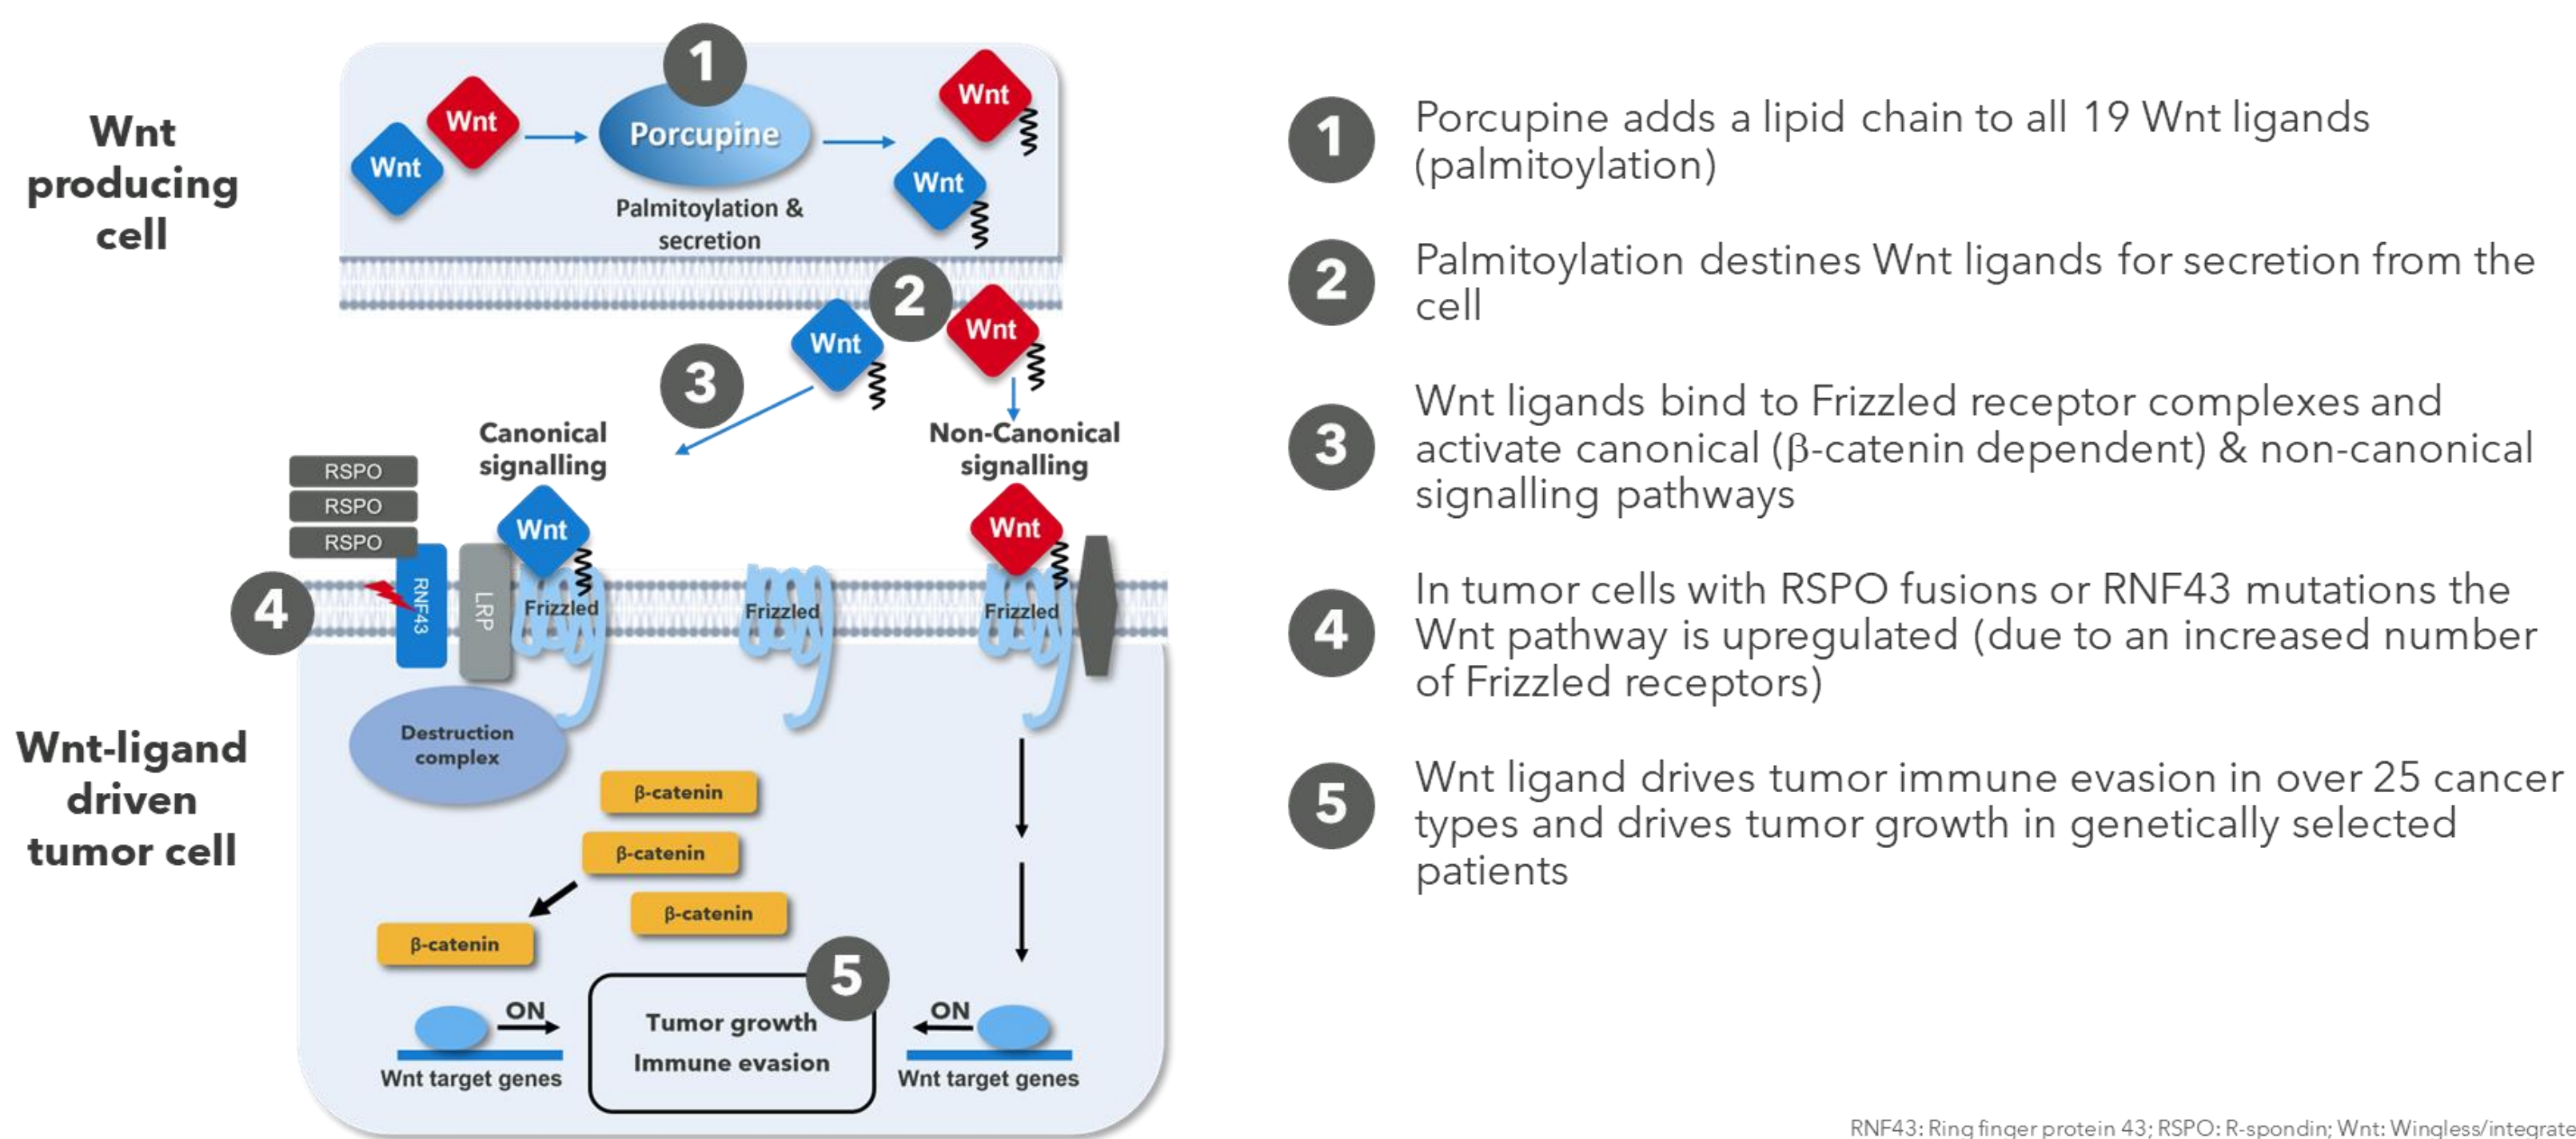 Wnt
producing
cell
1
Wnt
Wnt
Porcupine
Palmitoylation &
secretion
Wnt
Wnt
2
Wnt
Wnt
3
Canonical
signalling
Non-Canonical
signalling
RSPO
RSPO
RSPO
Wnt
Wnt
4
RNF43
LRP
Frizzled
Frizzled
Frizzled
Wnt-ligand
driven
tumor cell
Destruction
complex
β-catenin
β-catenin
β-catenin
β-catenin
5
ON
Tumor growth
Immune evasion
ON
Wnt target genes
Wnt target genes
1
Porcupine adds a lipid chain to all 19 Wnt ligands
(palmitoylation)
2
Palmitoylation destines Wnt ligands for secretion from the
cell
3
Wnt ligands bind to Frizzled receptor complexes and
activate canonical (β-catenin dependent) & non-canonical
signalling pathways
4
In tumor cells with RSPO fusions or RNF43 mutations the
Wnt pathway is upregulated (due to an increased number
of Frizzled receptors)
5
Wnt ligand drives tumor immune evasion in over 25 cancer
types and drives tumor growth in genetically selected
patients
RNF43: Ring finger protein 43; RSPO: R-spondin; Wnt: Wingless/integrate